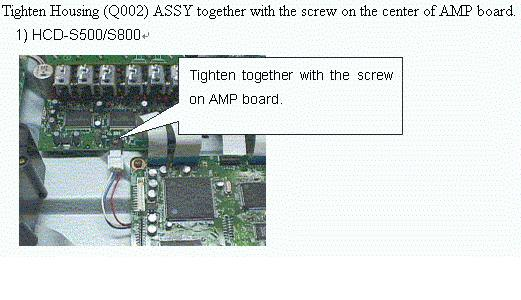 Tighten Housing (Q002) ASSY together with the screw on the center of AMP board.
1) HCD-S500/S800↵
Tighten together with the screw
on AMP board.